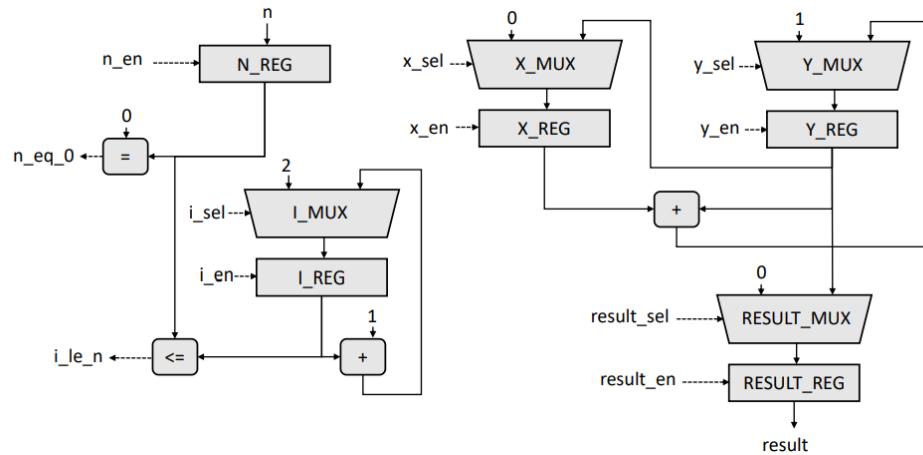 n
n_en
N_REG
0
n_eq_0
=
2
i_sel
I_MUX
i_en
I_REG
1
i_le_n
<=
+
0
x_sel
X_MUX
x_en
X_REG
1
y_sel
Y_MUX
y_en
Y_REG
+
0
result_sel
RESULT_MUX
result_en
RESULT_REG
result